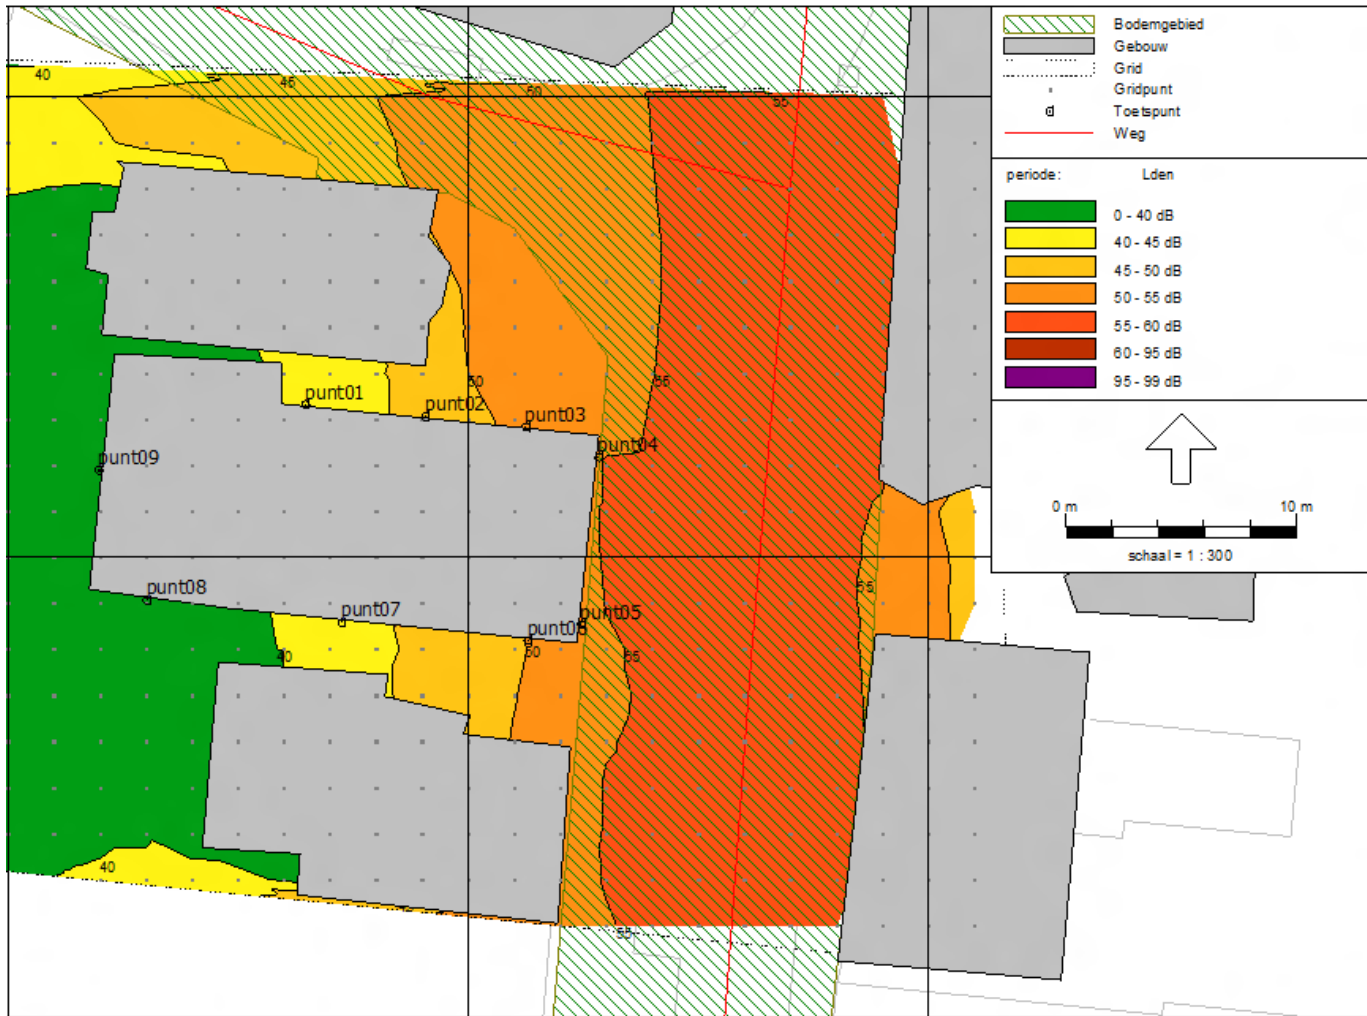 40
45
50
55
Bodemgebied
Gebouw
Grid
Gridpunt
Toetspunt
Weg
periode: Lden
0 - 40 dB
40 - 45 dB
45 - 50 dB
50 - 55 dB
55 - 60 dB
60 - 95 dB
95 - 99 dB
0 m 10 m
schaal = 1 : 300
50
55
punt01
punt02
punt03
punt04
punt09
55
punt08
punt07
punt05
punt06
40
50
55
40
55